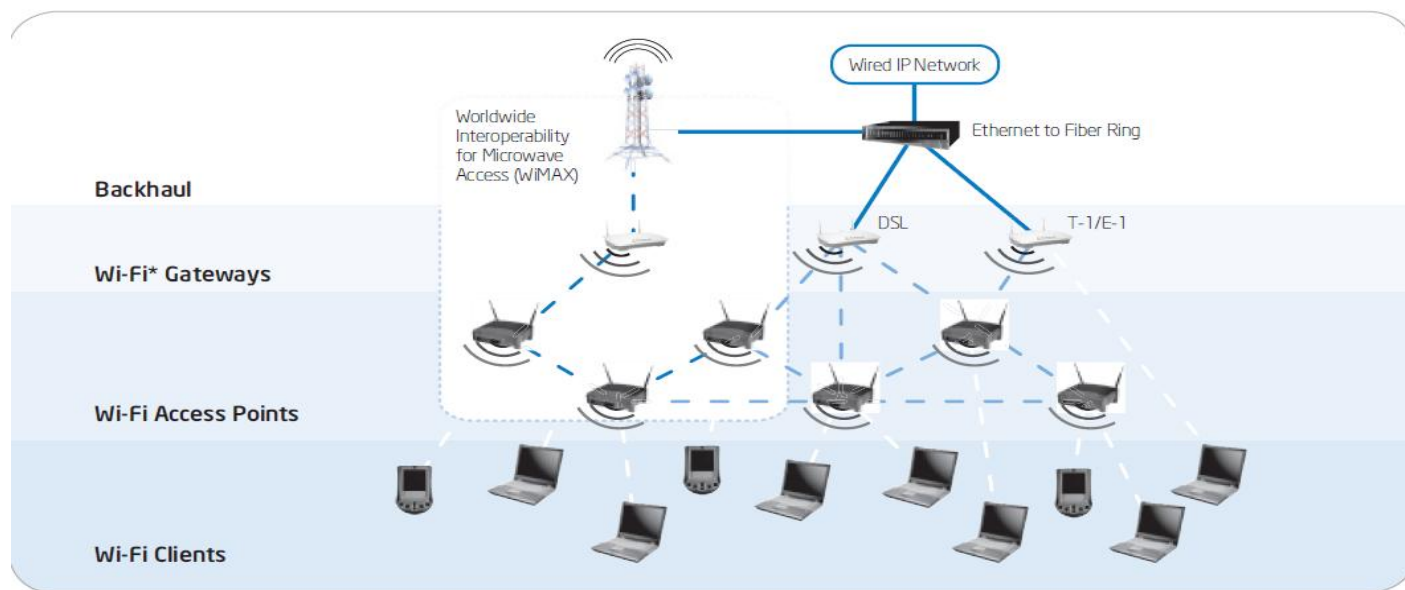 Wired IP Network
Worldwide
Interoperability
for Microwave
Access (WiMAX)
Ethernet to Fiber Ring
Backhaul
DSL
T-1/E-1
Wi-Fi* Gateways
Wi-Fi Access Points
Wi-Fi Clients